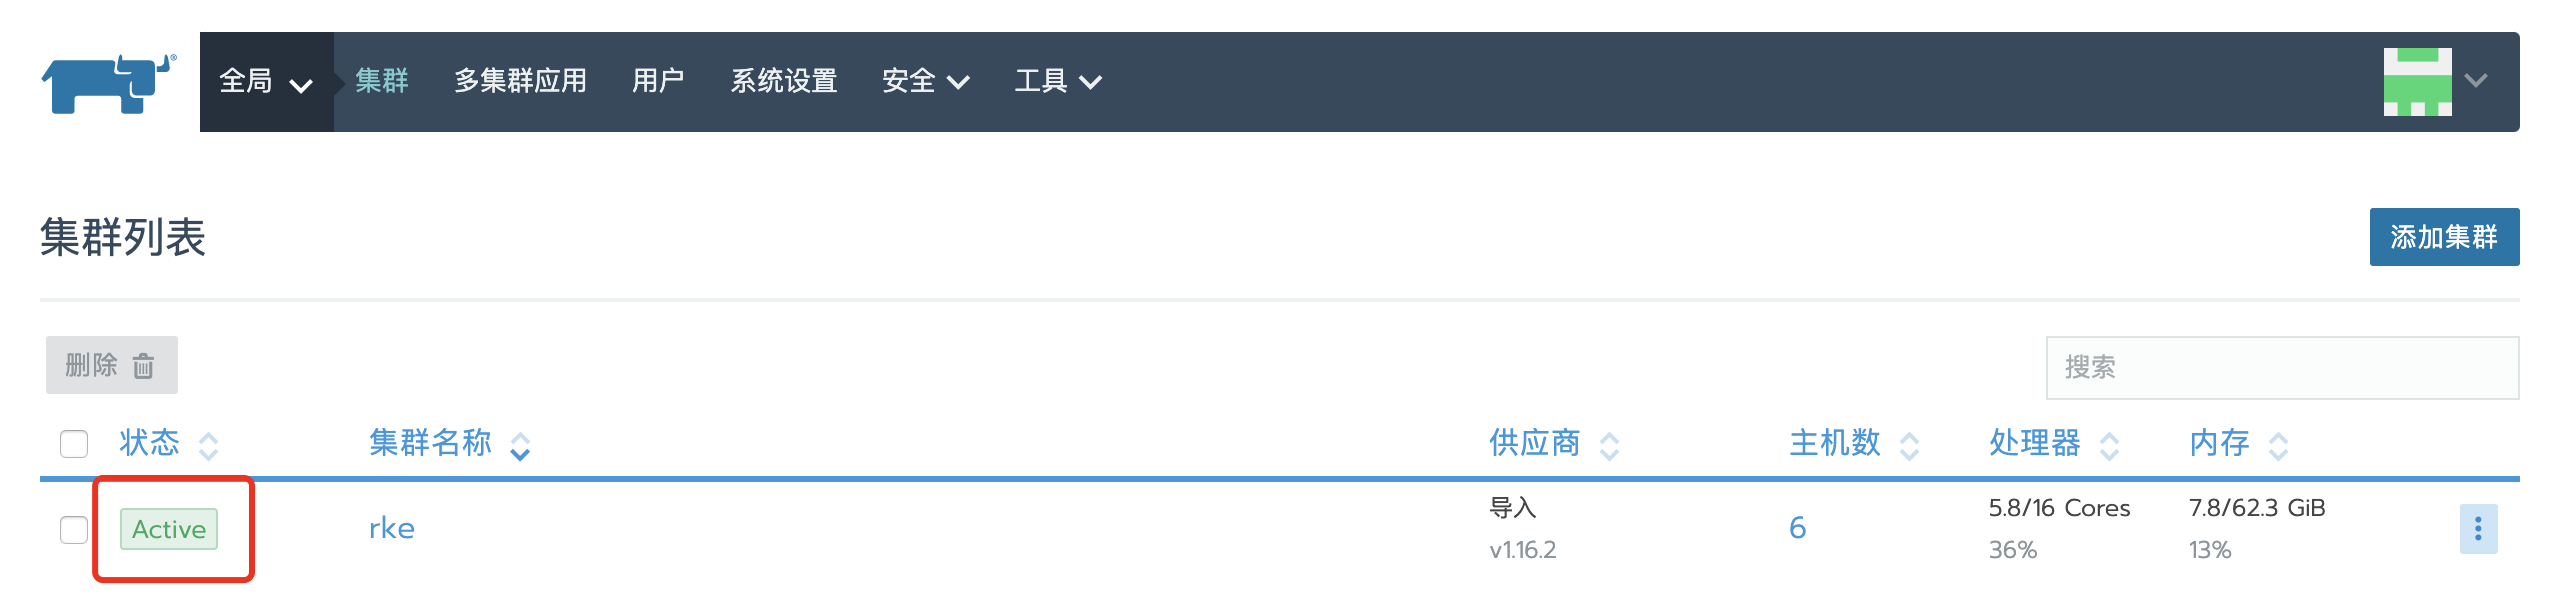 全局 集群 多集群应用 用户 系统设置 安全 工具
集群列表 添加集群
删除 搜索
状态 集群名称 供应商 主机数 处理器 内存
Active rke 导入 6 5.8/16 Cores 7.8/62.3 GiB
v1.16.2 36% 13%